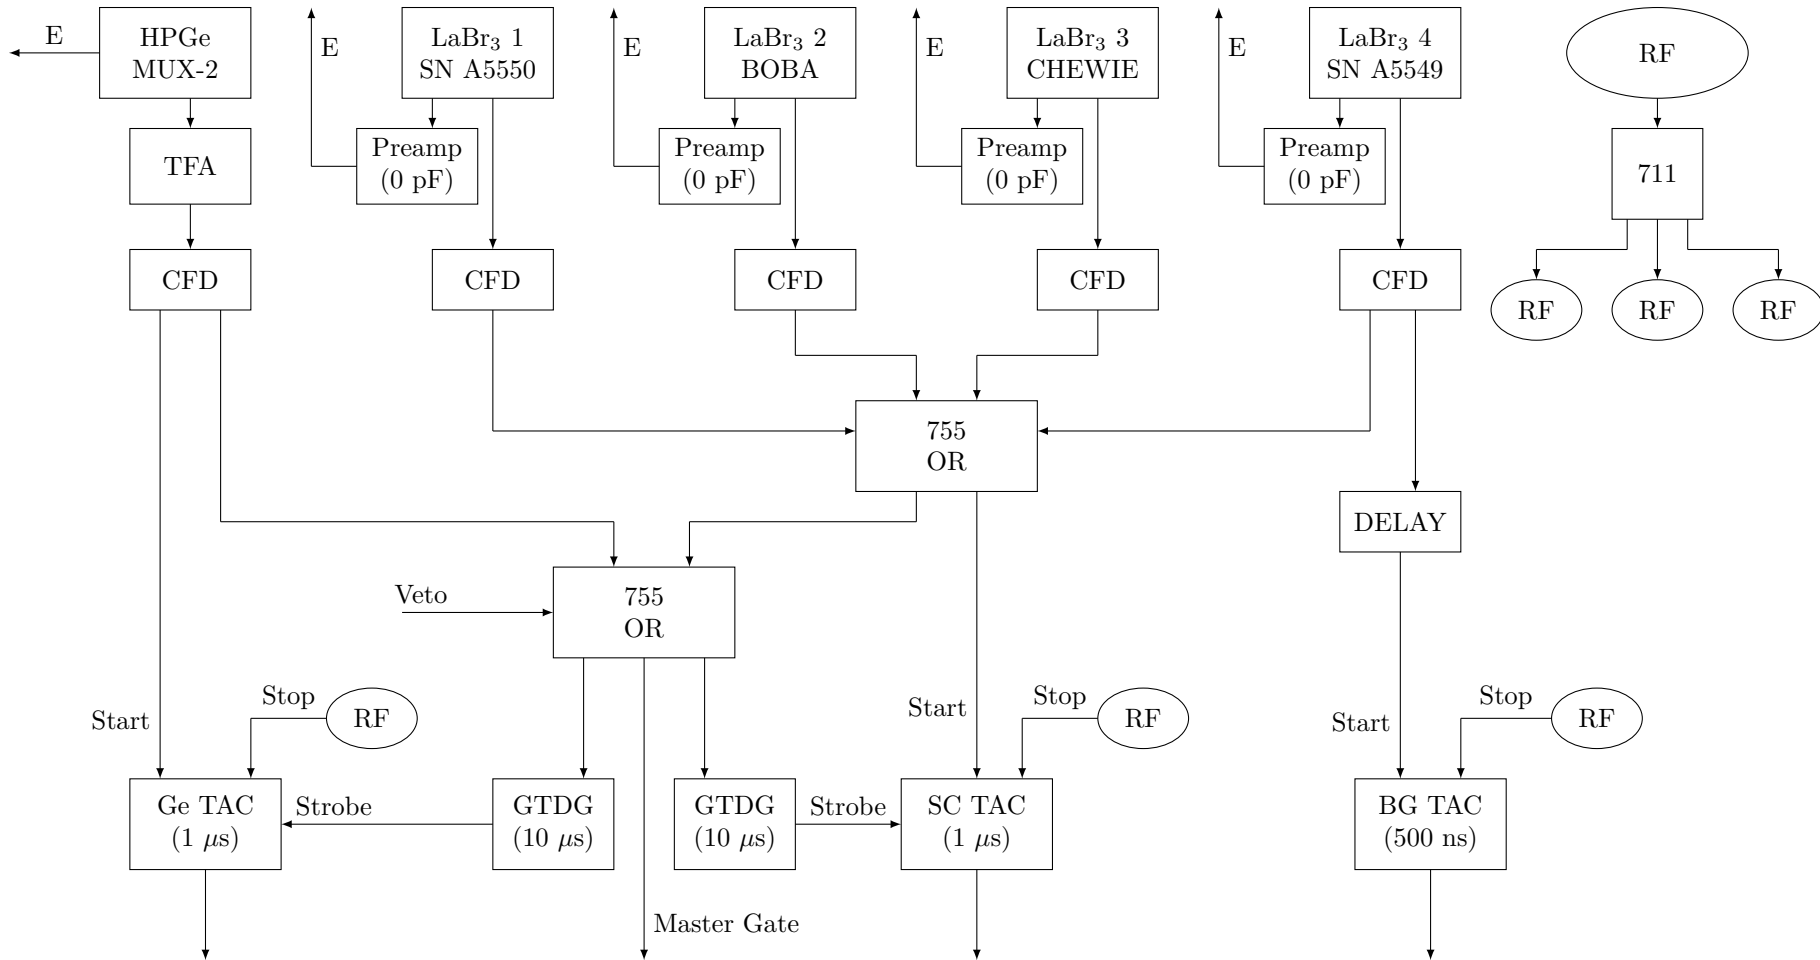 E
HPGe
MUX-2
E
LaBr₃ 1
SN A5550
E
LaBr₃ 2
BOBA
E
LaBr₃ 3
CHEWIE
E
LaBr₃ 4
SN A5549
RF
TFA
Preamp
(0 pF)
Preamp
(0 pF)
Preamp
(0 pF)
Preamp
(0 pF)
711
CFD
CFD
CFD
CFD
CFD
RF
RF
RF
755
OR
DELAY
Veto
755
OR
Start
Stop
RF
Start
Stop
RF
Start
Stop
RF
Ge TAC
(1 μs)
Strobe
GTDG
(10 μs)
GTDG
(10 μs)
Strobe
SC TAC
(1 μs)
BG TAC
(500 ns)
Master Gate